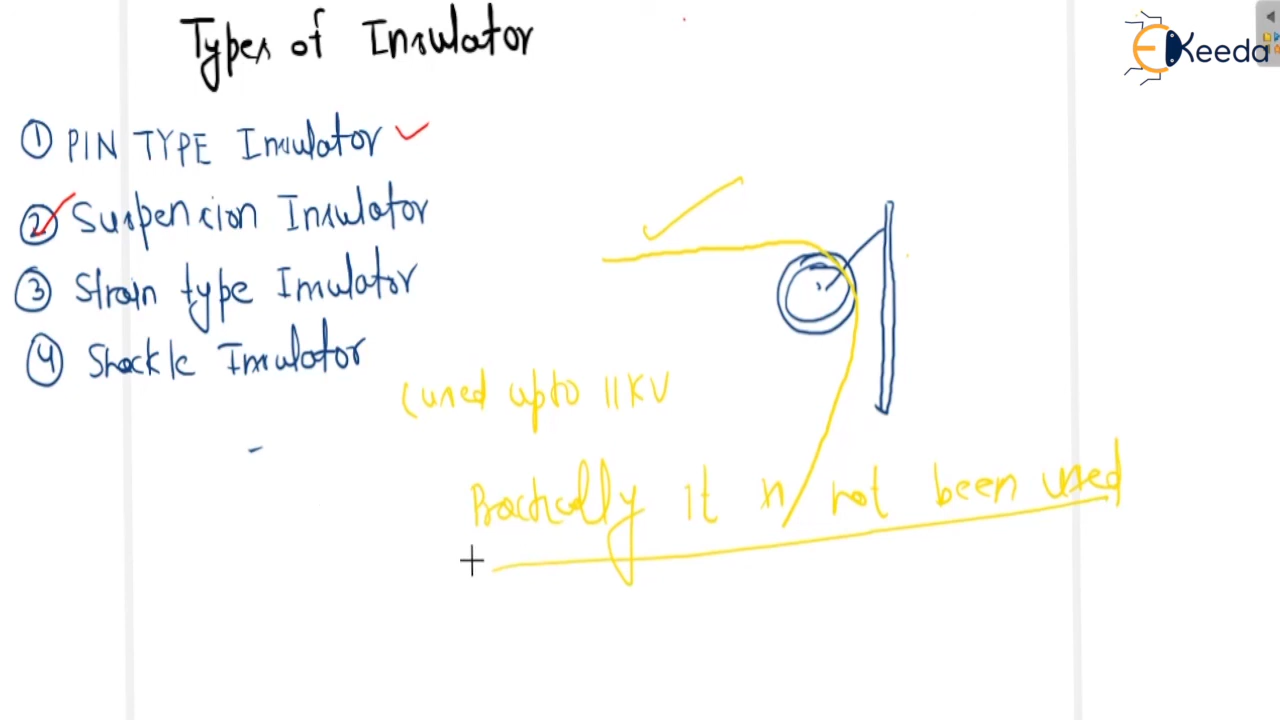 Types of Insulator
EKeeda
① PIN TYPE Insulator ✓
② Suspension Insulator
③ Strain type Insulator
④ Shackle Insulator
(used upto 11KV
Practically it is not been used